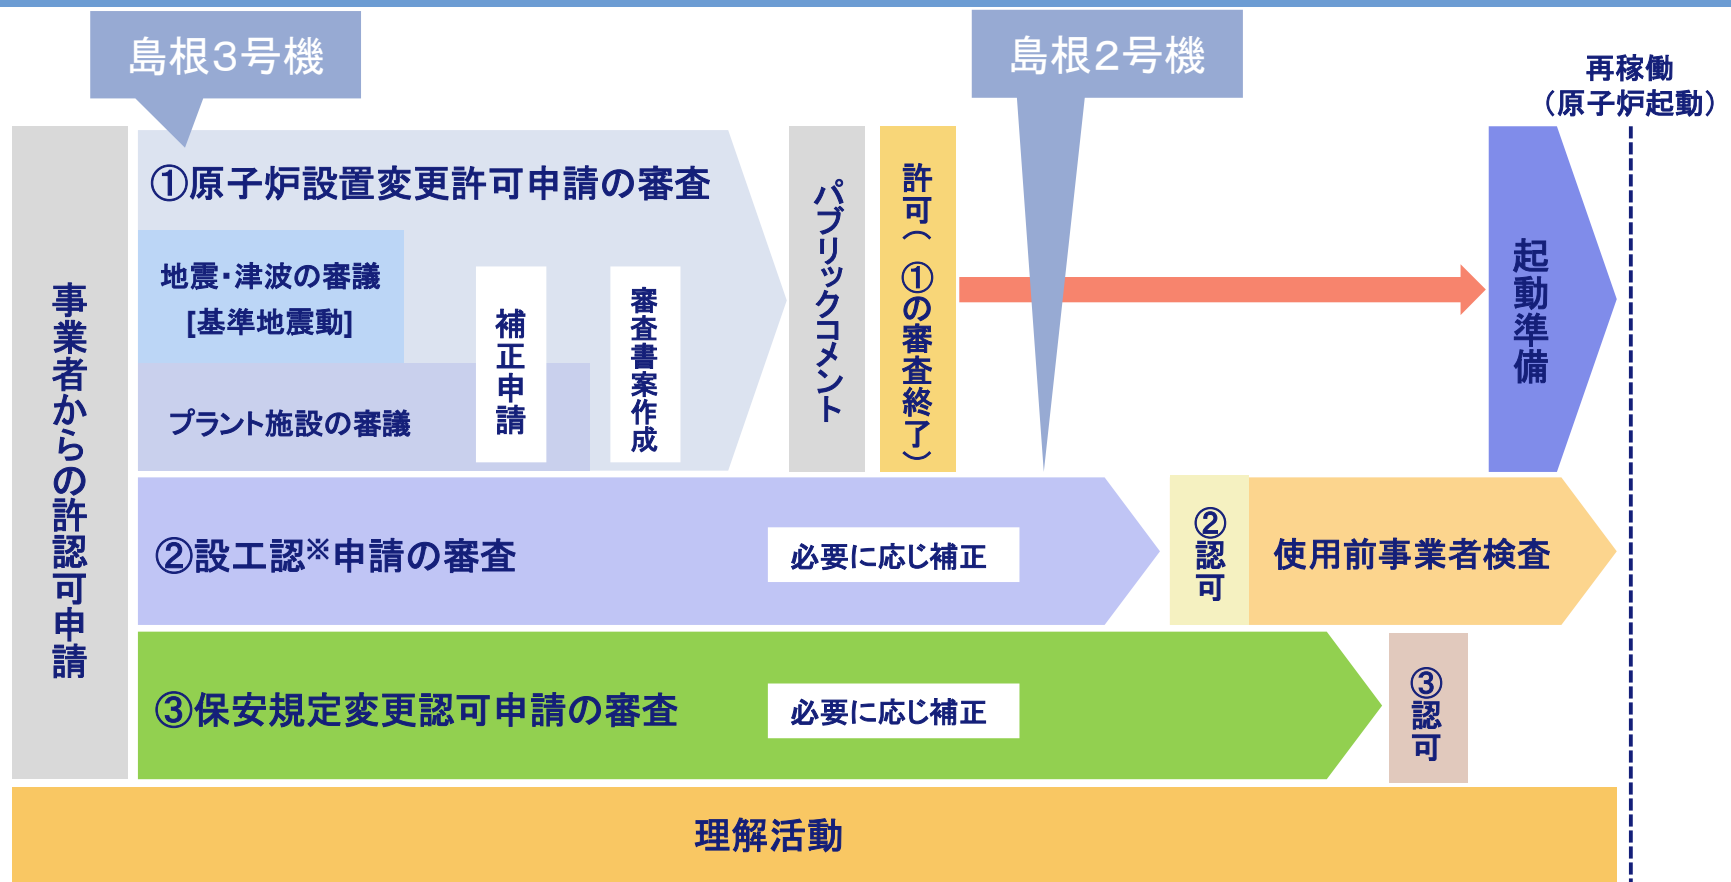 島根３号機
島根２号機
再稼働
（原子炉起動）
事業者からの許認可申請
①原子炉設置変更許可申請の審査
地震・津波の審議
[基準地震動]
プラント施設の審議
補正申請
審査書案作成
パブリックコメント
許可（①の審査終了）
起動準備
②設工認※申請の審査
必要に応じ補正
②認可
使用前事業者検査
③保安規定変更認可申請の審査
必要に応じ補正
③認可
理解活動